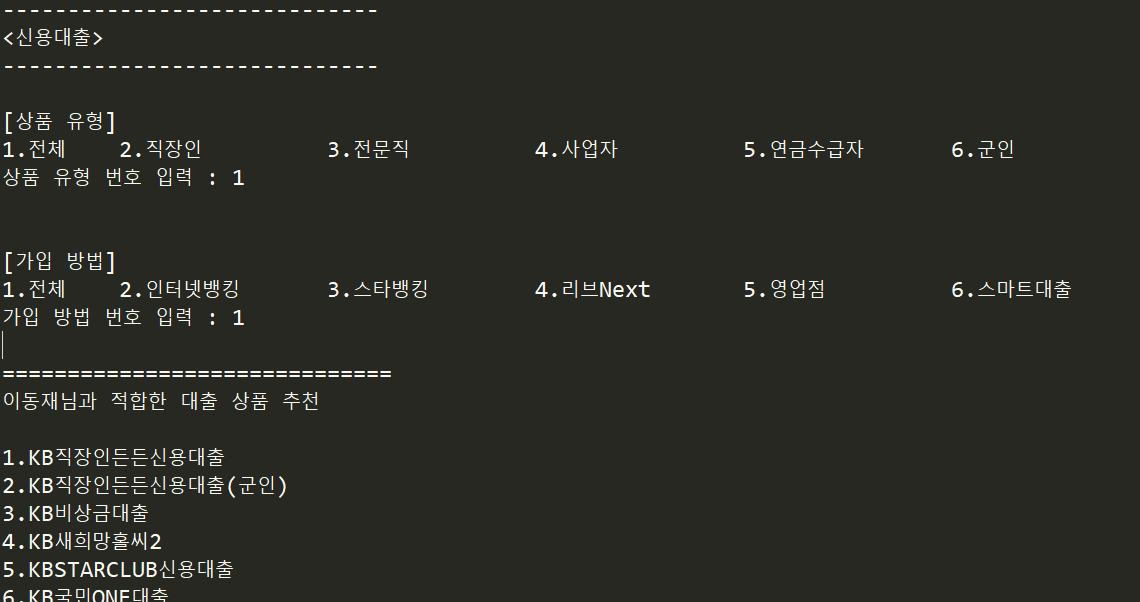 -----------------------------
<신용대출>
-----------------------------
[상품 유형]
1.전체 2.직장인 3.전문직 4.사업자 5.연금수급자 6.군인
상품 유형 번호 입력 : 1
[가입 방법]
1.전체 2.인터넷뱅킹 3.스타뱅킹 4.리브Next 5.영업점 6.스마트대출
가입 방법 번호 입력 : 1
==============================
이동재님과 적합한 대출 상품 추천
1.KB직장인든든신용대출
2.KB직장인든든신용대출(군인)
3.KB비상금대출
4.KB새희망홀씨2
5.KBSTARCLUB신용대출
6.KB국민ONE대출